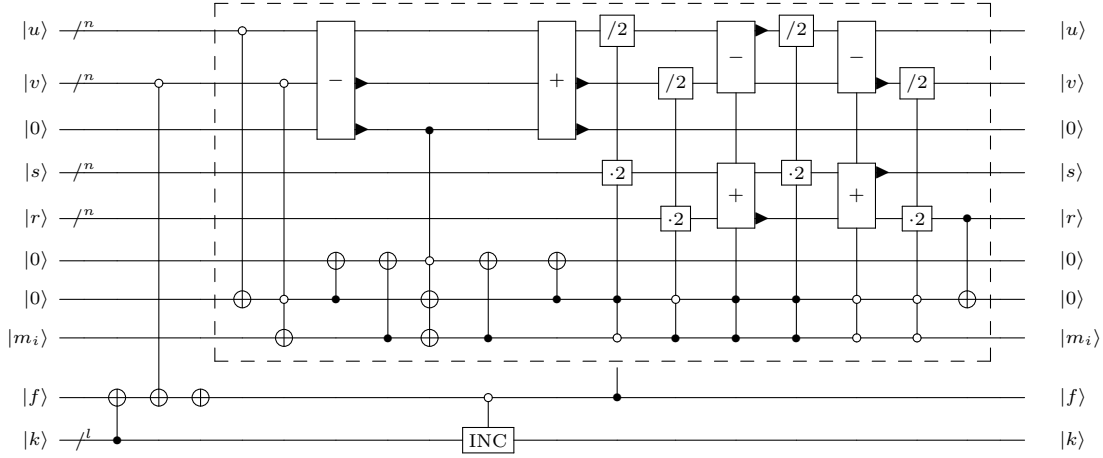 |u⟩ n /2 − /2 − |u⟩
|v⟩ n − + /2 /2 |v⟩
|0⟩ |0⟩
|s⟩ n ·2 + ·2 + |s⟩
|r⟩ n ·2 ·2 |r⟩
|0⟩ |0⟩
|0⟩ |0⟩
|m_i⟩ |m_i⟩
|f⟩ |f⟩
|k⟩ l INC |k⟩